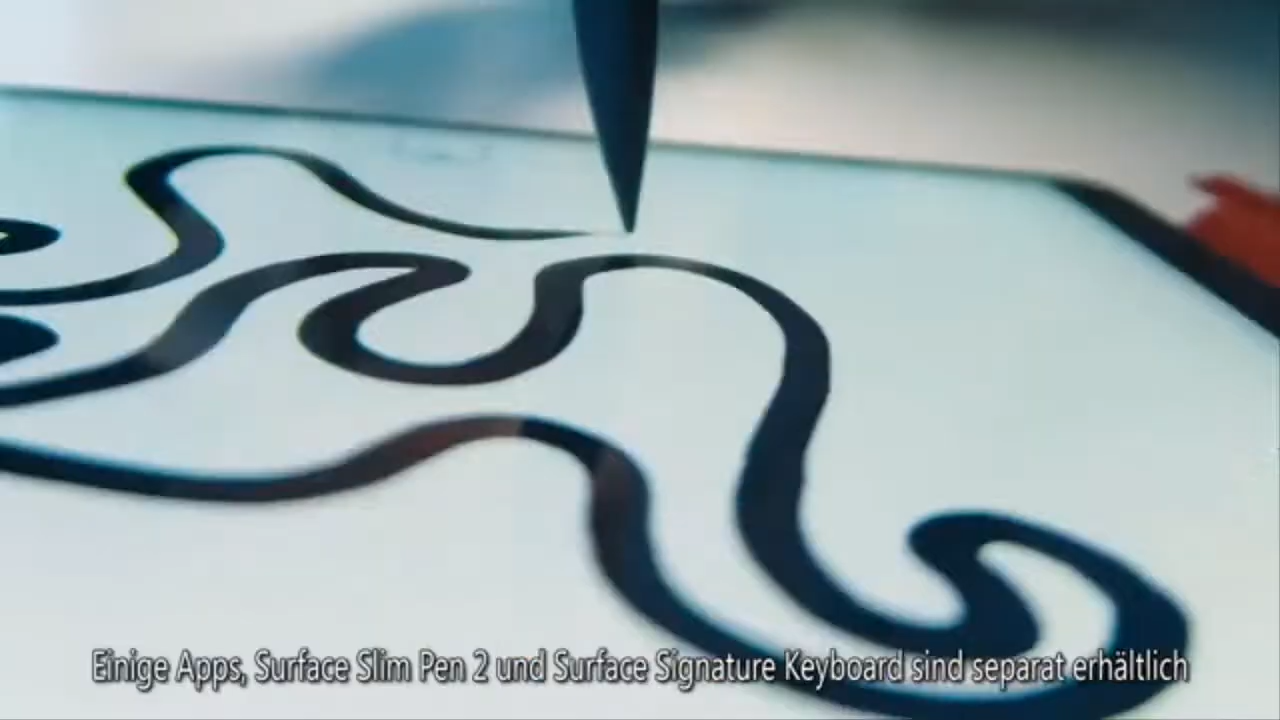 Einige Apps, Surface Slim Pen 2 und Surface Signature Keyboard sind separat erhältlich